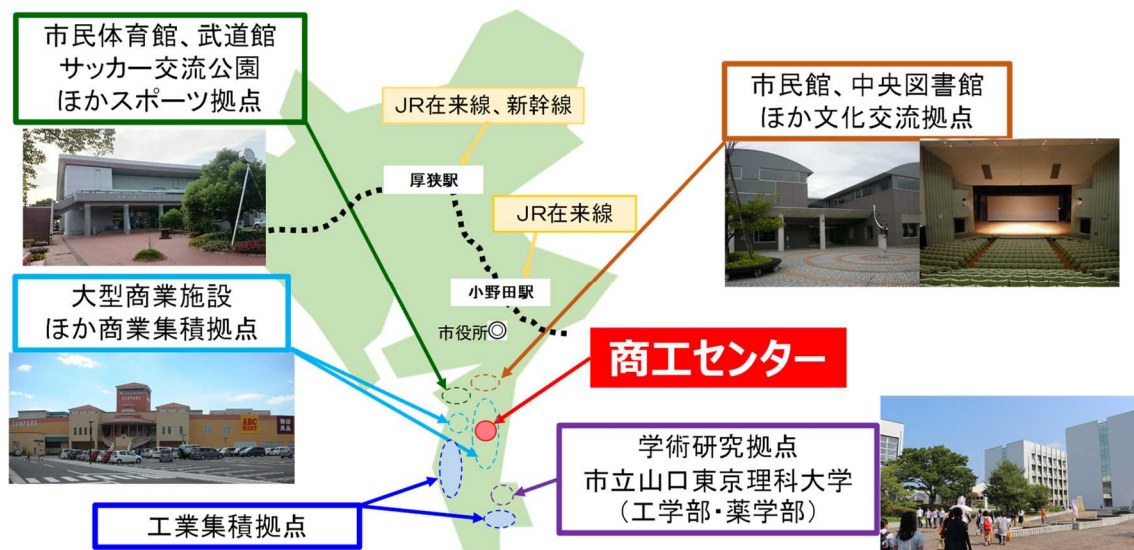 市民体育館、武道館
サッカー交流公園
ほかスポーツ拠点
JR在来線、新幹線
市民館、中央図書館
ほか文化交流拠点
厚狭駅
JR在来線
小野田駅
大型商業施設
ほか商業集積拠点
市役所◎
商工センター
SUNPARK
ABC
MART
学術研究拠点
市立山口東京理科大学
（工学部・薬学部）
工業集積拠点